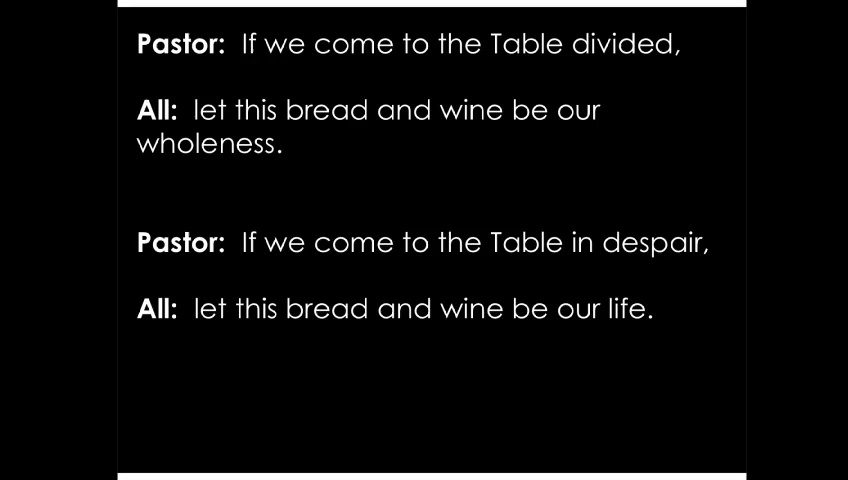 Pastor:  If we come to the Table divided,
All:  let this bread and wine be our
wholeness.
Pastor:  If we come to the Table in despair,
All:  let this bread and wine be our life.